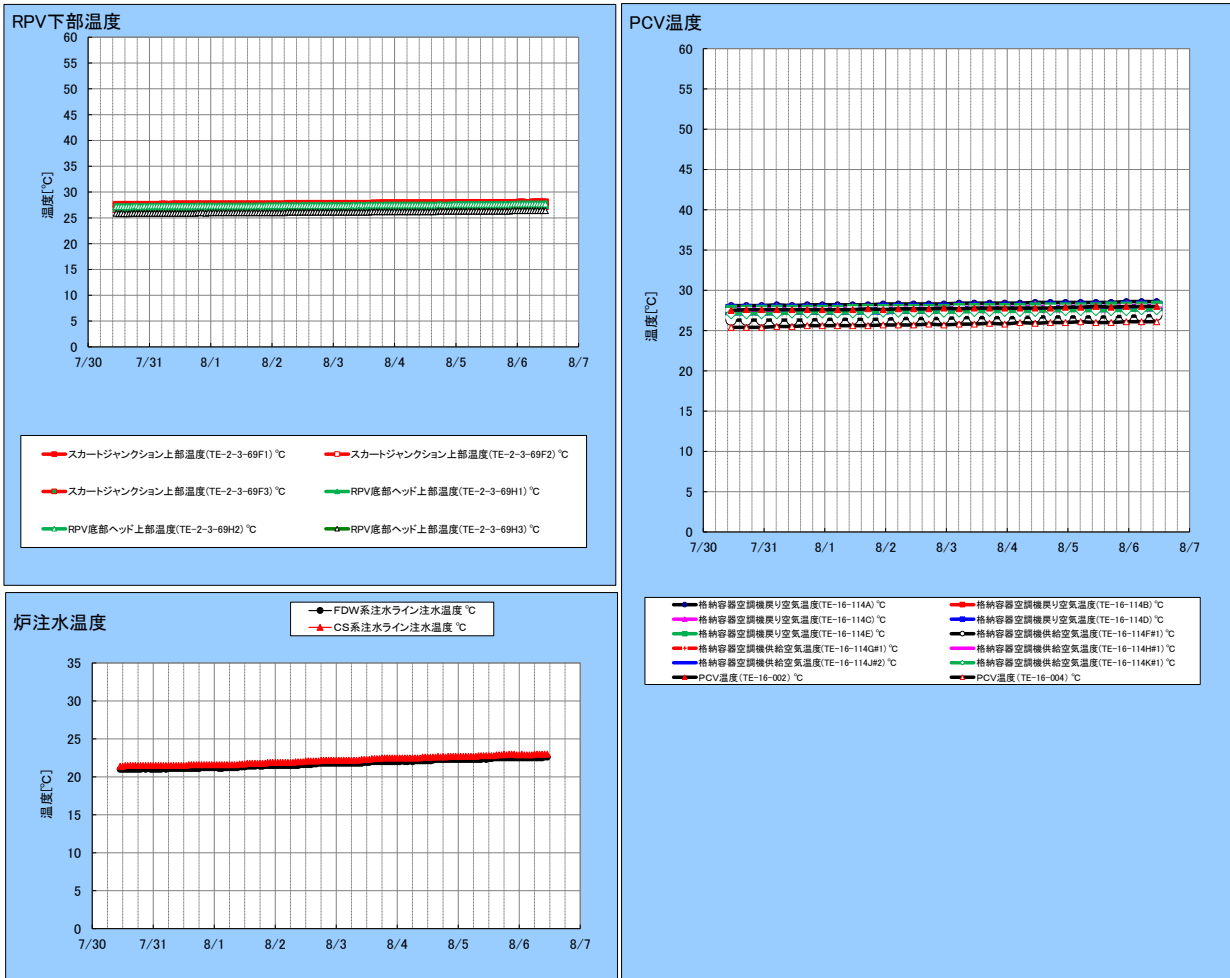 RPV下部温度
60
55
50
45
40
35
30
25
20
15
10
5
0
温度[℃]
7/30 7/31 8/1 8/2 8/3 8/4 8/5 8/6 8/7
スカートジャンクション上部温度(TE-2-3-69F1) ℃ スカートジャンクション上部温度(TE-2-3-69F2) ℃
スカートジャンクション上部温度(TE-2-3-69F3) ℃ RPV底部ヘッド上部温度(TE-2-3-69H1) ℃
RPV底部ヘッド上部温度(TE-2-3-69H2) ℃ RPV底部ヘッド上部温度(TE-2-3-69H3) ℃
炉注水温度
FDW系注水ライン注水温度 ℃
CS系注水ライン注水温度 ℃
35
30
25
20
15
10
5
0
温度[℃]
7/30 7/31 8/1 8/2 8/3 8/4 8/5 8/6 8/7
PCV温度
60
55
50
45
40
35
30
25
20
15
10
5
0
温度[℃]
7/30 7/31 8/1 8/2 8/3 8/4 8/5 8/6 8/7
格納容器空調機戻り空気温度(TE-16-114A) ℃ 格納容器空調機戻り空気温度(TE-16-114B) ℃
格納容器空調機戻り空気温度(TE-16-114C) ℃ 格納容器空調機戻り空気温度(TE-16-114D) ℃
格納容器空調機戻り空気温度(TE-16-114E) ℃ 格納容器空調機供給空気温度(TE-16-114F#1) ℃
格納容器空調機供給空気温度(TE-16-114G#1) ℃ 格納容器空調機供給空気温度(TE-16-114H#1) ℃
格納容器空調機供給空気温度(TE-16-114J#2) ℃ 格納容器空調機供給空気温度(TE-16-114K#1) ℃
PCV温度(TE-16-002) ℃ PCV温度(TE-16-004) ℃